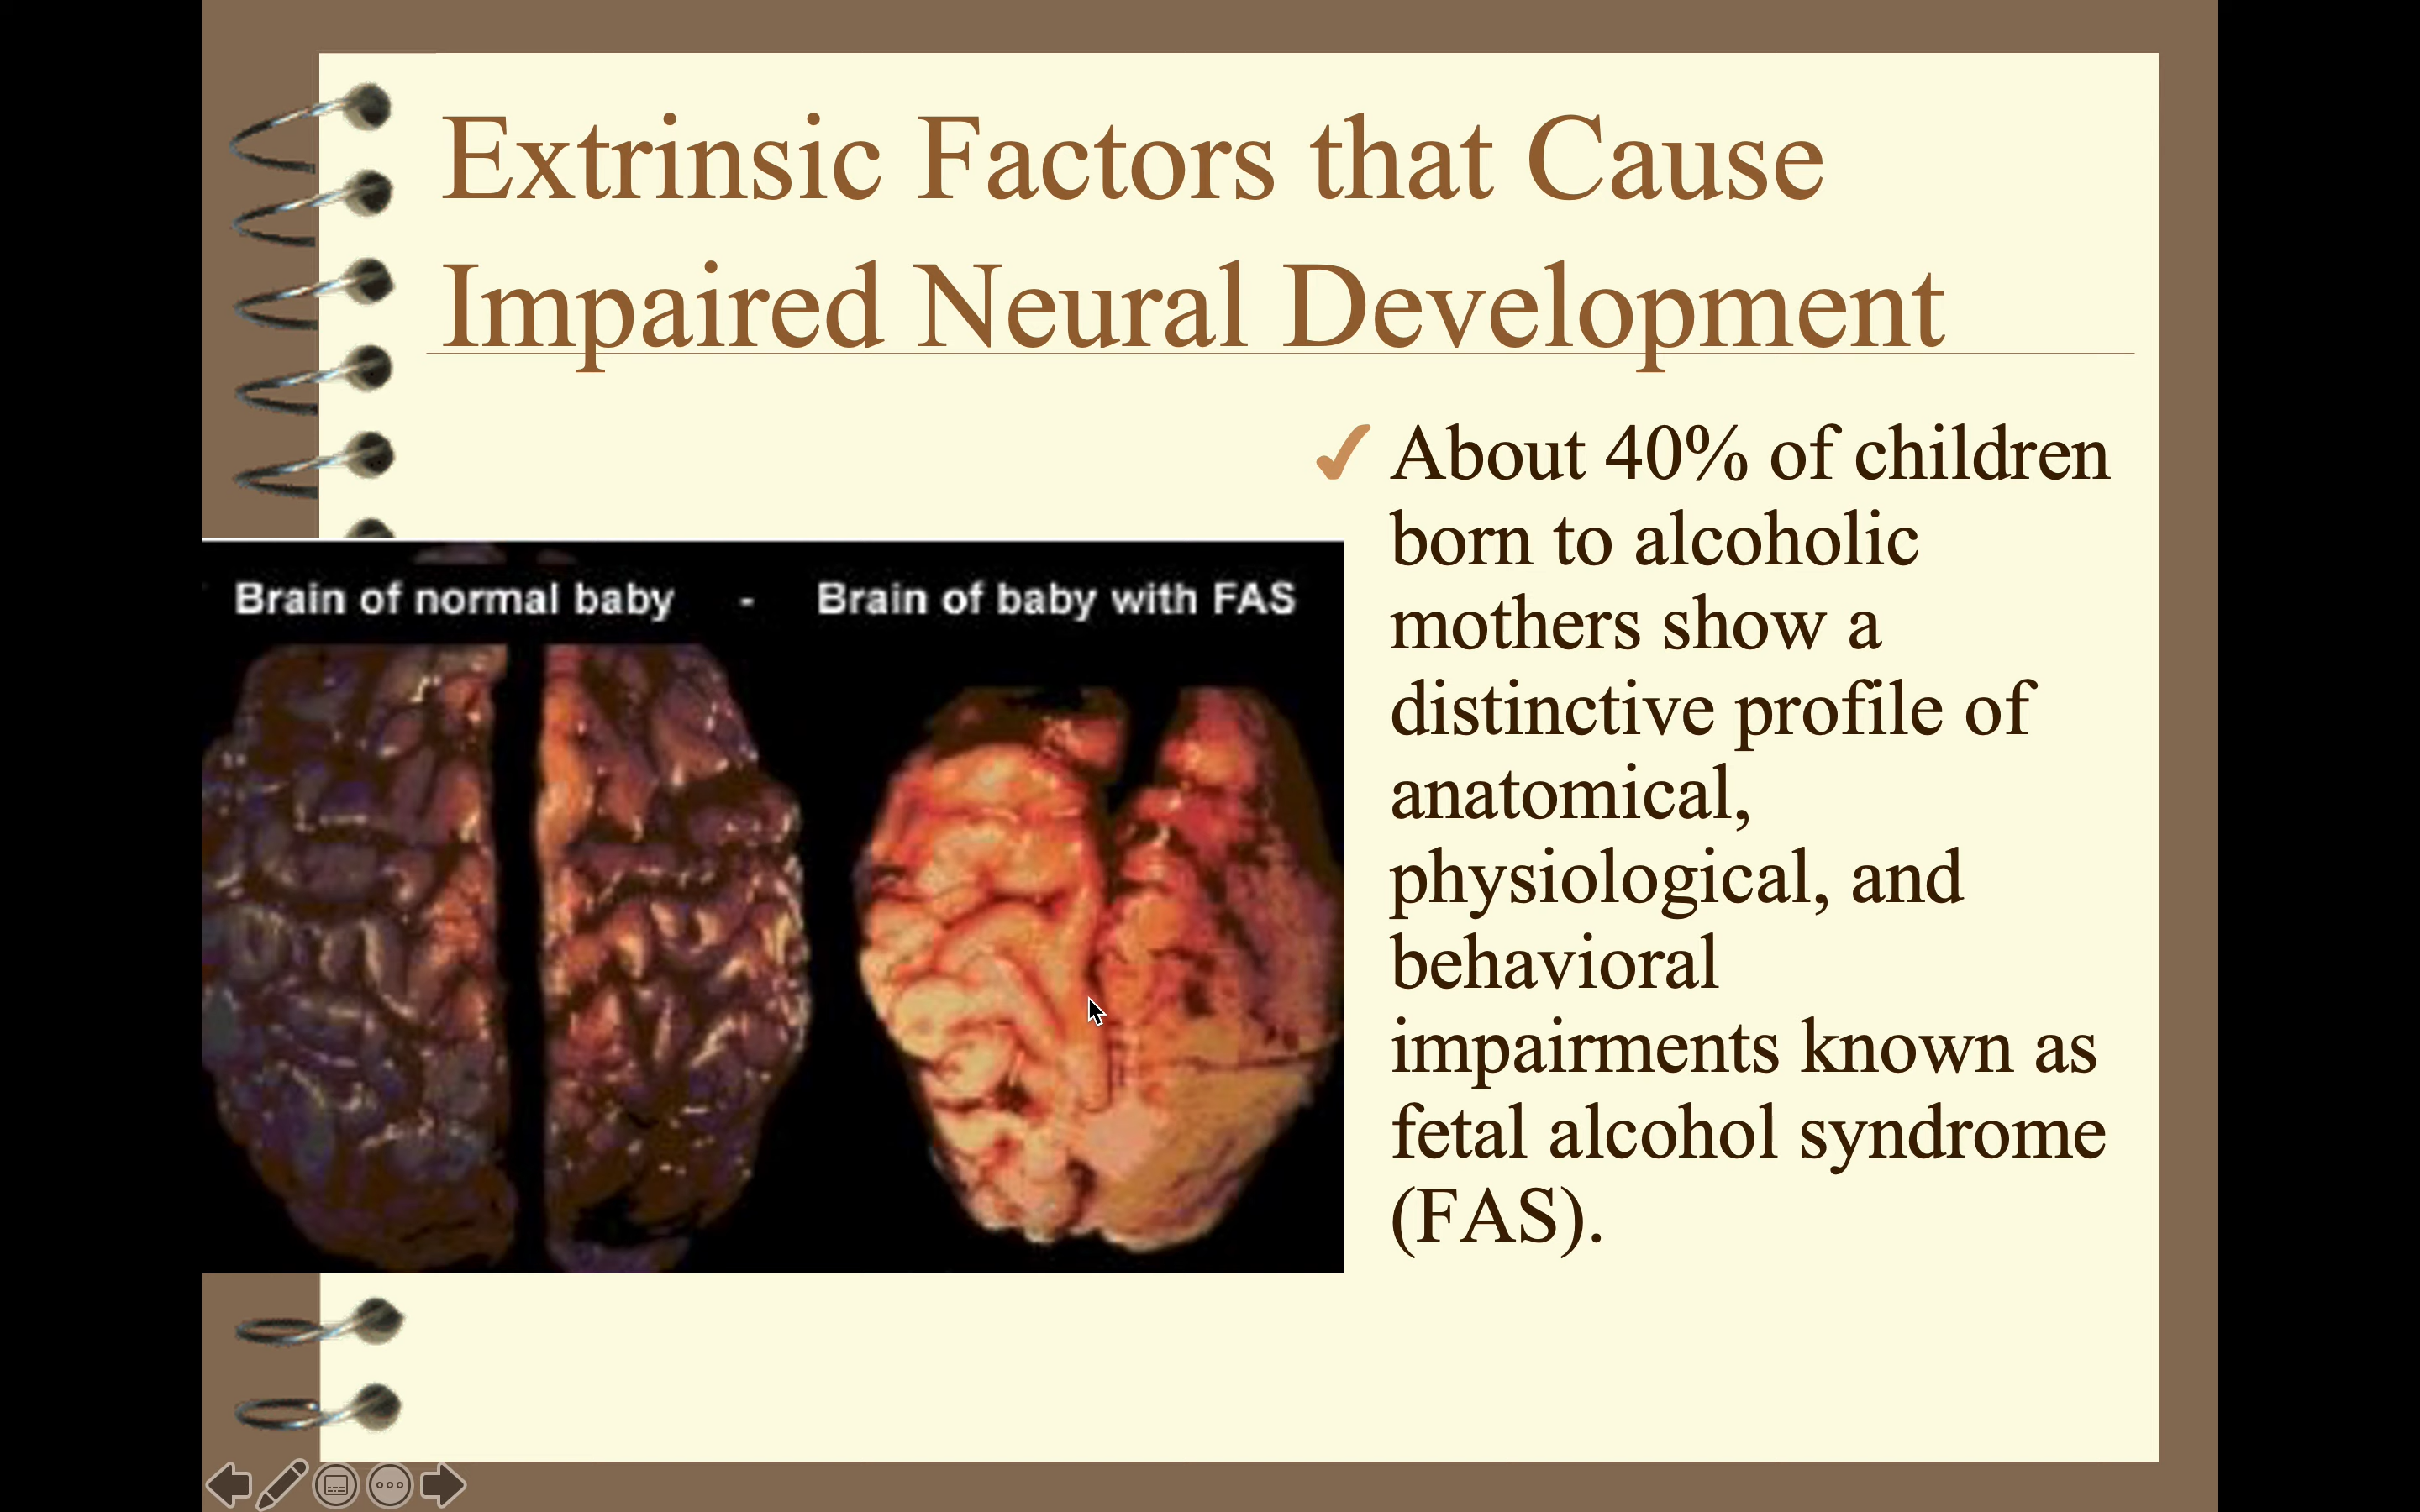 Extrinsic Factors that Cause
Impaired Neural Development
Brain of normal baby - Brain of baby with FAS
✓ About 40% of children
born to alcoholic
mothers show a
distinctive profile of
anatomical,
physiological, and
behavioral
impairments known as
fetal alcohol syndrome
(FAS).